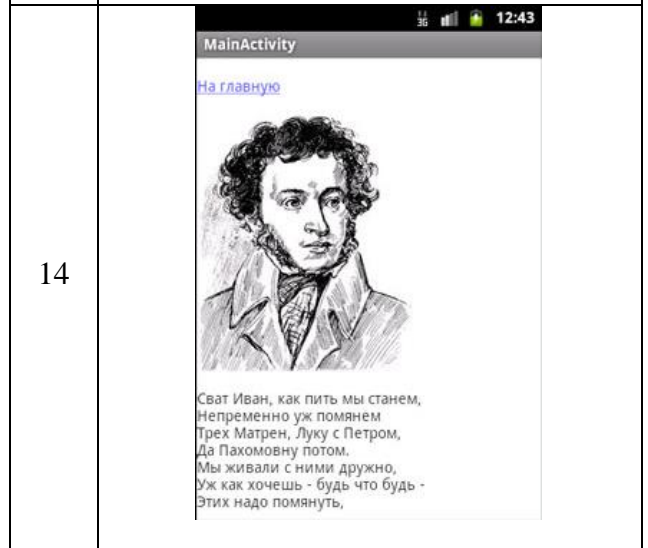 3G 12:43
MainActivity
На главную
14
Сват Иван, как пить мы станем,
Непременно уж помянем
Трех Матрен, Луку с Петром,
Да Пахомовну потом.
Мы живали с ними дружно,
Уж как хочешь - будь что будь -
Этих надо помянуть,